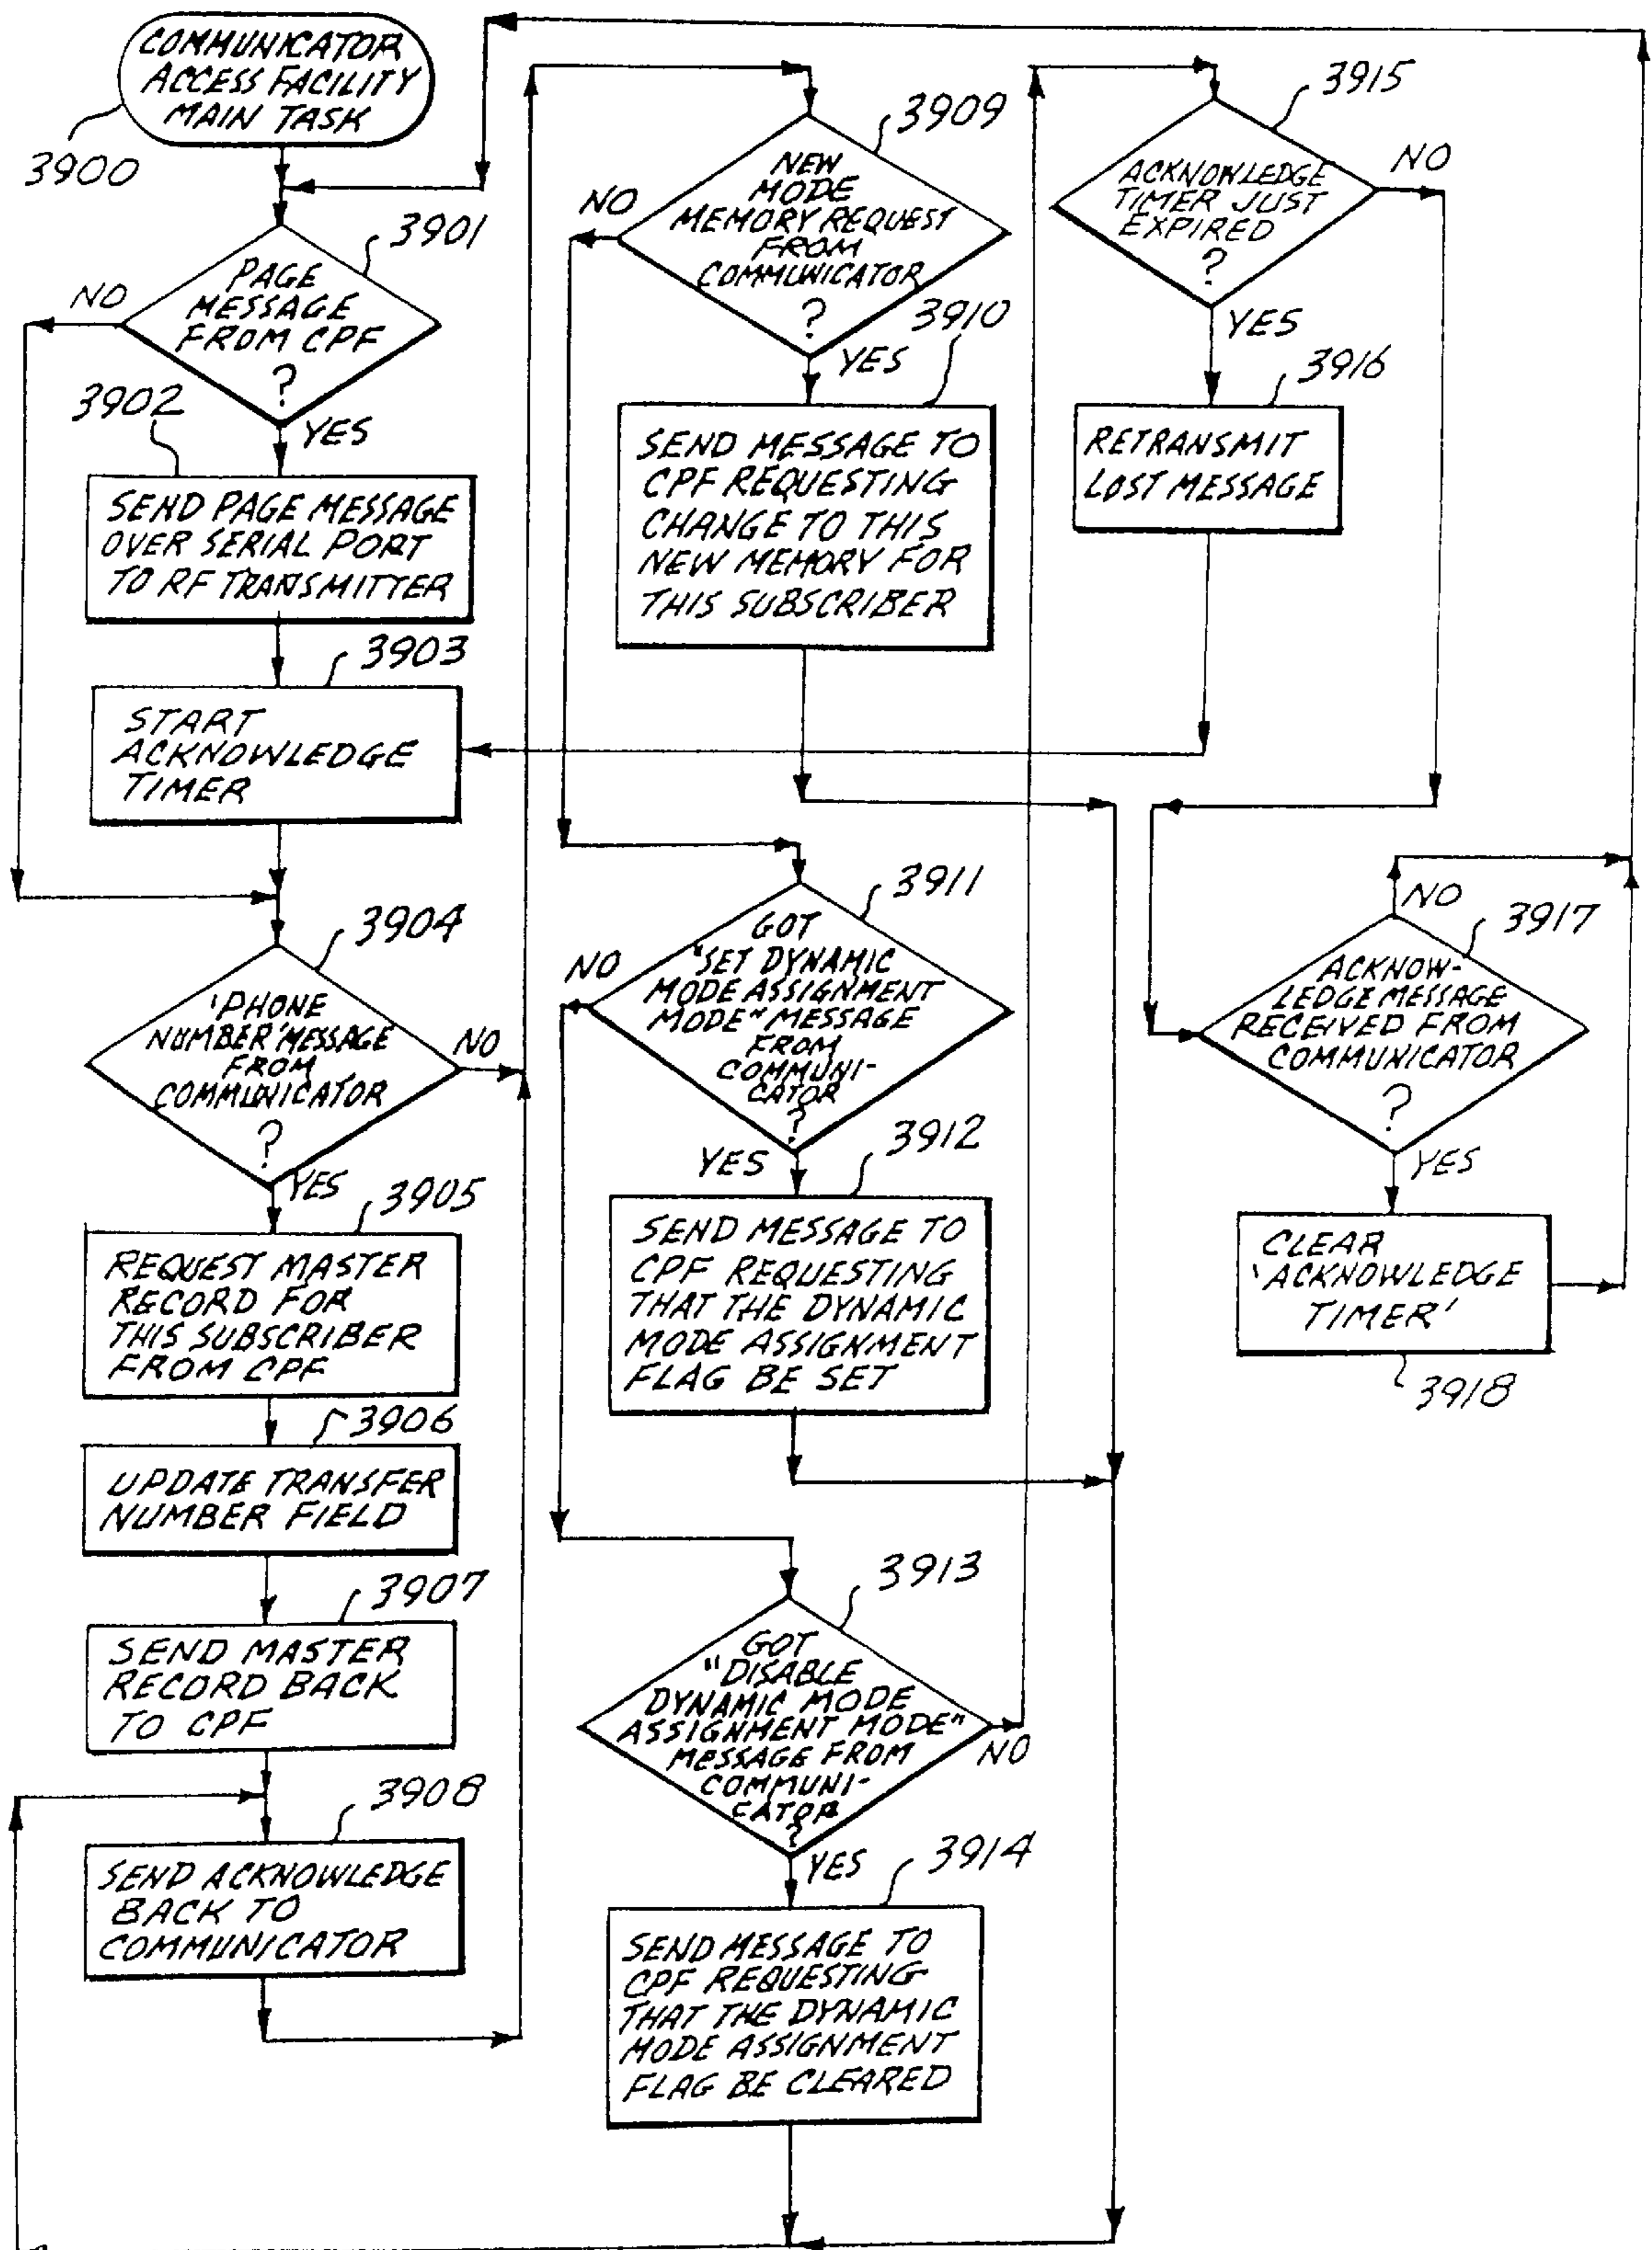 COMMUNICATOR
ACCESS FACILITY
MAIN TASK
3900
3901
PAGE
MESSAGE
FROM CPF
?
NO
YES
3902
SEND PAGE MESSAGE
OVER SERIAL PORT
TO RF TRANSMITTER
3903
START
ACKNOWLEDGE
TIMER
3904
'PHONE
NUMBER' MESSAGE
FROM
COMMUNICATOR
?
NO
YES
3905
REQUEST MASTER
RECORD FOR
THIS SUBSCRIBER
FROM CPF
3906
UPDATE TRANSFER
NUMBER FIELD
3907
SEND MASTER
RECORD BACK
TO CPF
3908
SEND ACKNOWLEDGE
BACK TO
COMMUNICATOR
3909
NEW
MODE
MEMORY REQUEST
FROM
COMMUNICATOR
?
NO
YES
3910
SEND MESSAGE TO
CPF REQUESTING
CHANGE TO THIS
NEW MEMORY FOR
THIS SUBSCRIBER
3911
GOT
"SET DYNAMIC
MODE ASSIGNMENT
MODE" MESSAGE
FROM
COMMUNI-
CATOR
?
NO
YES
3912
SEND MESSAGE TO
CPF REQUESTING
THAT THE DYNAMIC
MODE ASSIGNMENT
FLAG BE SET
3913
GOT
"DISABLE
DYNAMIC MODE
ASSIGNMENT MODE"
MESSAGE FROM
COMMUNI-
CATOR
?
NO
YES
3914
SEND MESSAGE TO
CPF REQUESTING
THAT THE DYNAMIC
MODE ASSIGNMENT
FLAG BE CLEARED
3915
ACKNOWLEDGE
TIMER JUST
EXPIRED
?
NO
YES
3916
RETRANSMIT
LOST MESSAGE
3917
ACKNOW-
LEDGE MESSAGE
RECEIVED FROM
COMMUNICATOR
?
NO
YES
CLEAR
'ACKNOWLEDGE
TIMER'
3918